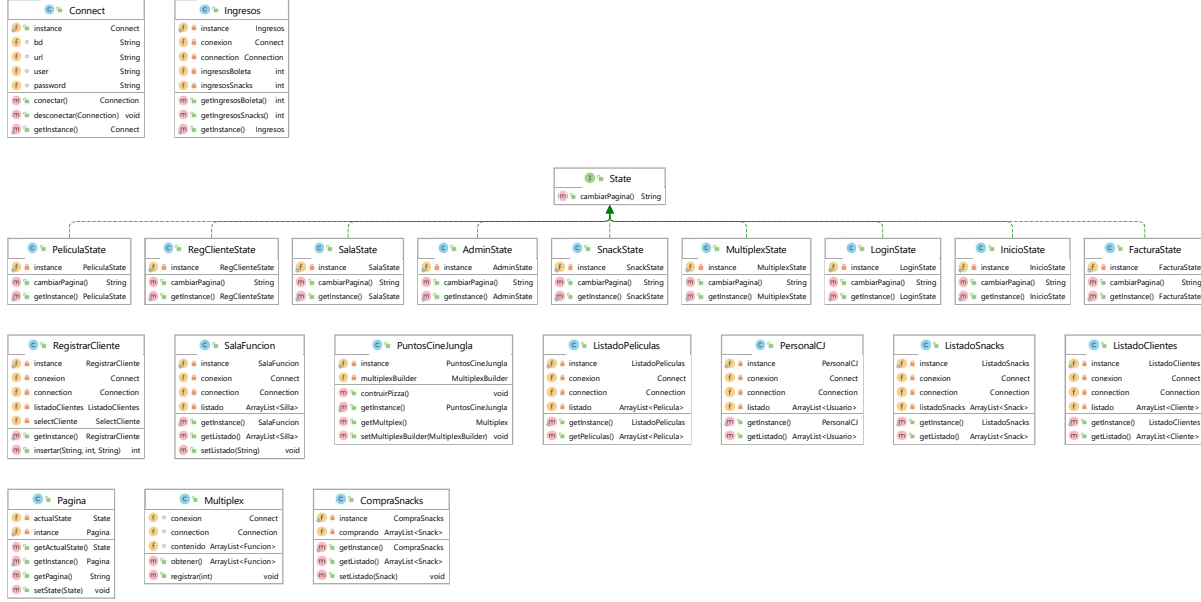 Connect
instance Connect
bd String
url String
user String
password String
conectar() Connection
desconectar(Connection) void
getInstance() Connect
Ingresos
instance Ingresos
conexion Connect
connection Connection
ingresosBoleta int
ingresosSnacks int
getIngresosBoleta() int
getIngresosSnacks() int
getInstance() Ingresos
State
cambiarPagina() String
PeliculaState
instance PeliculaState
cambiarPagina() String
getInstance() PeliculaState
RegClienteState
instance RegClienteState
cambiarPagina() String
getInstance() RegClienteState
SalaState
instance SalaState
cambiarPagina() String
getInstance() SalaState
AdminState
instance AdminState
cambiarPagina() String
getInstance() AdminState
SnackState
instance SnackState
cambiarPagina() String
getInstance() SnackState
MultiplexState
instance MultiplexState
cambiarPagina() String
getInstance() MultiplexState
LoginState
instance LoginState
cambiarPagina() String
getInstance() LoginState
InicioState
instance InicioState
cambiarPagina() String
getInstance() InicioState
FacturaState
instance FacturaState
cambiarPagina() String
getInstance() FacturaState
RegistrarCliente
instance RegistrarCliente
conexion Connect
connection Connection
listadoClientes ListadoClientes
selectCliente SelectCliente
getInstance() RegistrarCliente
insertar(String, int, String) int
SalaFuncion
instance SalaFuncion
conexion Connect
connection Connection
listado ArrayList<Silla>
getInstance() SalaFuncion
getListado() ArrayList<Silla>
setListado(String) void
PuntosCineJungla
instance PuntosCineJungla
multiplexBuilder MultiplexBuilder
contruirPizza() void
getInstance() PuntosCineJungla
getMultiplex() Multiplex
setMultiplexBuilder(MultiplexBuilder) void
ListadoPeliculas
instance ListadoPeliculas
conexion Connect
connection Connection
listado ArrayList<Pelicula>
getInstance() ListadoPeliculas
getPeliculas() ArrayList<Pelicula>
PersonalCJ
instance PersonalCJ
conexion Connect
connection Connection
listado ArrayList<Usuario>
getInstance() PersonalCJ
getListado() ArrayList<Usuario>
ListadoSnacks
instance ListadoSnacks
conexion Connect
connection Connection
listadoSnacks ArrayList<Snack>
getInstance() ListadoSnacks
getListado() ArrayList<Snack>
ListadoClientes
instance ListadoClientes
conexion Connect
connection Connection
listado ArrayList<Cliente>
getInstance() ListadoClientes
getListado() ArrayList<Cliente>
Pagina
actualState State
intance Pagina
getActualState() State
getInstance() Pagina
getPagina() String
setState(State) void
Multiplex
conexion Connect
connection Connection
contenido ArrayList<Funcion>
obtener() ArrayList<Funcion>
registrar(int) void
CompraSnacks
instance CompraSnacks
comprando ArrayList<Snack>
getInstance() CompraSnacks
getListado() ArrayList<Snack>
setListado(Snack) void